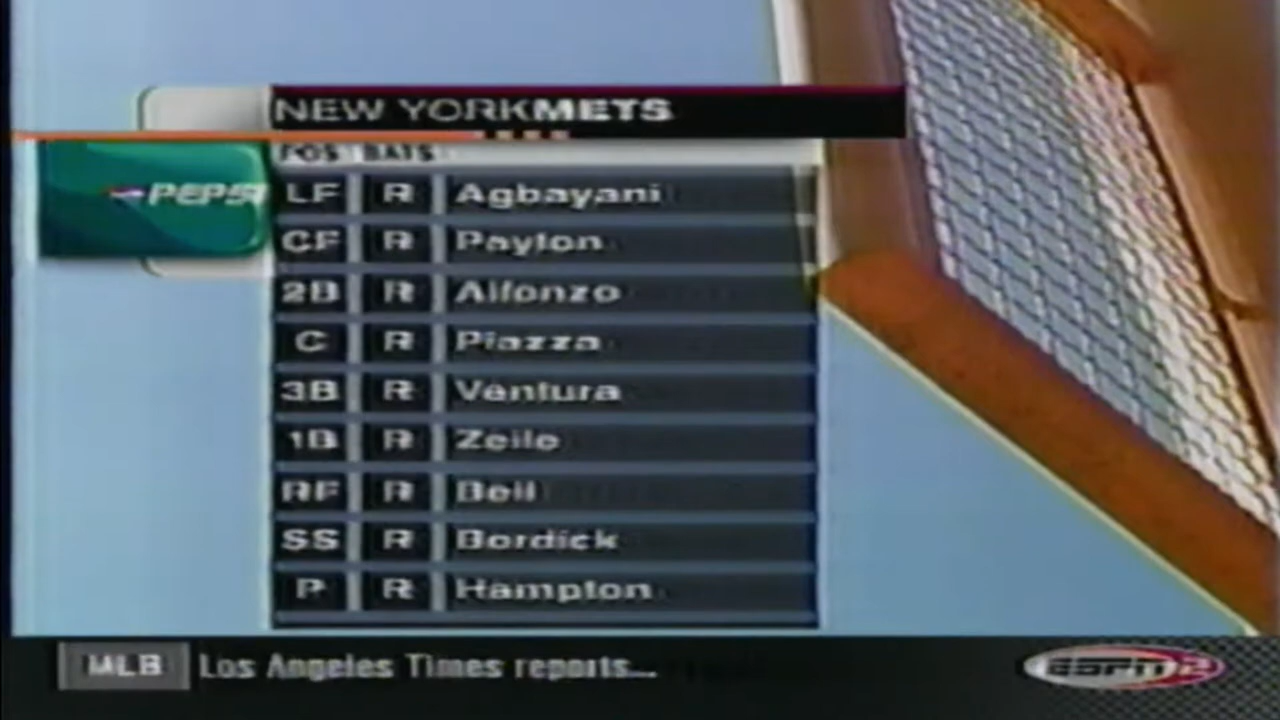 NEW YORKMETS
POS BATS
PEPSI
LF R Agbayani
CF R Payton
2B R Alfonzo
C R Piazza
3B R Ventura
1B R Zeile
RF R Bell
SS R Bordick
P R Hampton
MLB Los Angeles Times reports...
ESPN2